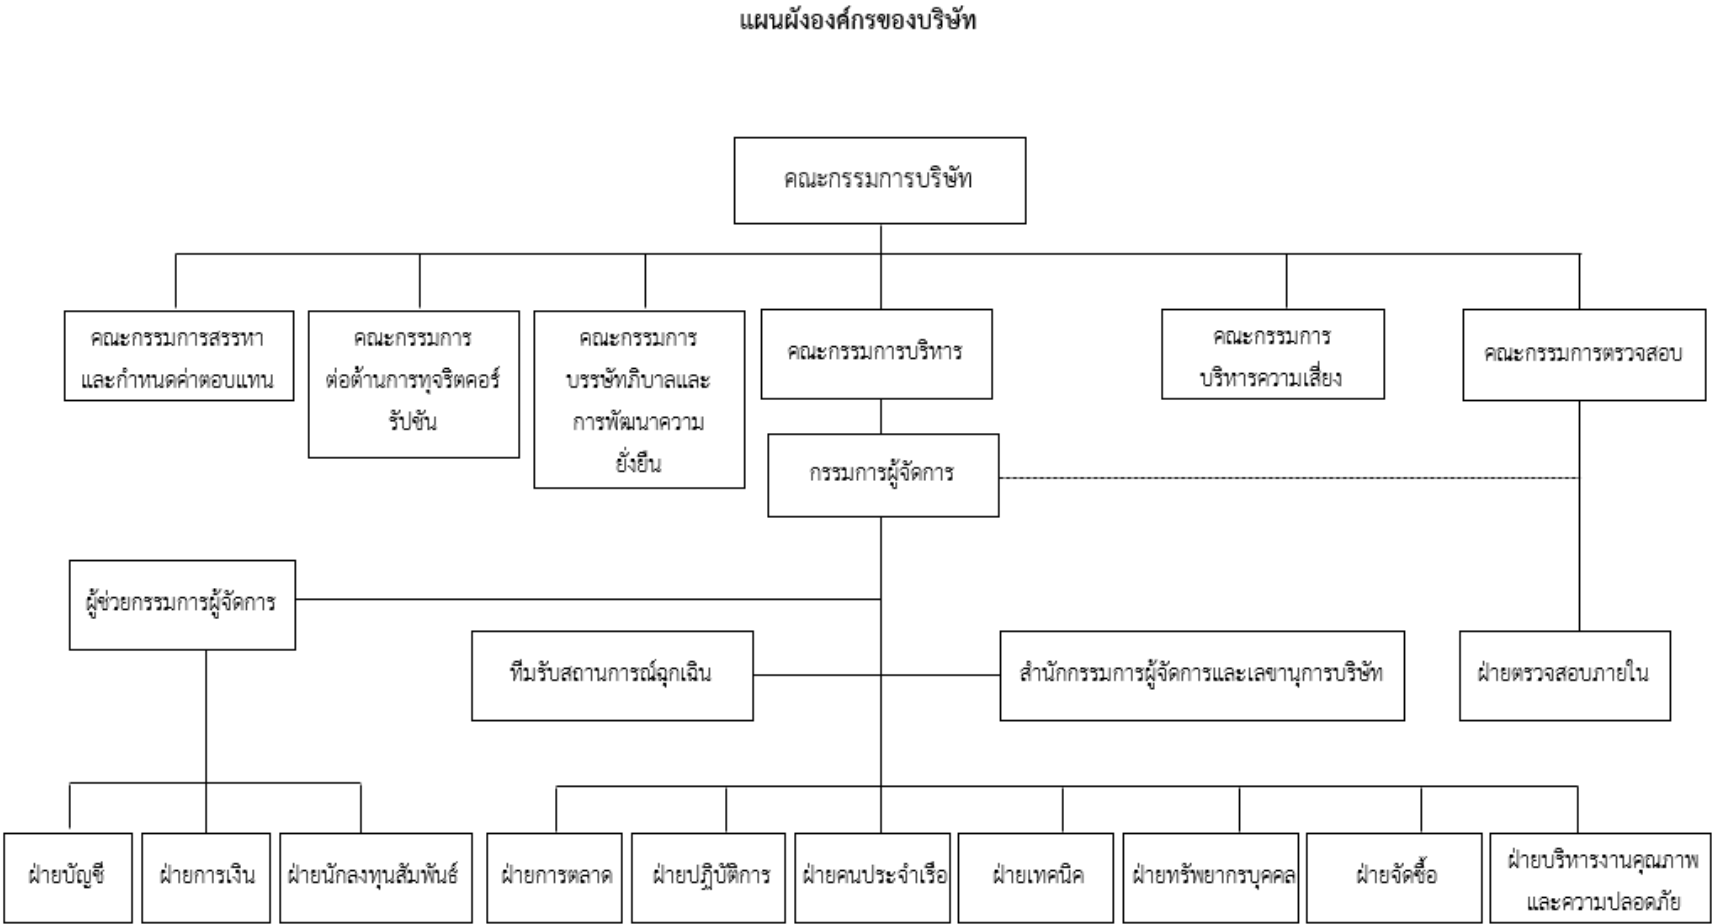 แผนผังองค์กรของบริษัท
คณะกรรมการบริษัท
คณะกรรมการสรรหา
และกำหนดค่าตอบแทน
คณะกรรมการ
ต่อต้านการทุจริตคอร์
รัปชัน
คณะกรรมการ
บรรษัทภิบาลและ
การพัฒนาความ
ยั่งยืน
คณะกรรมการบริหาร
คณะกรรมการ
บริหารความเสี่ยง
คณะกรรมการตรวจสอบ
กรรมการผู้จัดการ
ผู้ช่วยกรรมการผู้จัดการ
ทีมรับสถานการณ์ฉุกเฉิน
สำนักกรรมการผู้จัดการและเลขานุการบริษัท
ฝ่ายตรวจสอบภายใน
ฝ่ายบัญชี
ฝ่ายการเงิน
ฝ่ายนักลงทุนสัมพันธ์
ฝ่ายการตลาด
ฝ่ายปฏิบัติการ
ฝ่ายคนประจำเรือ
ฝ่ายเทคนิค
ฝ่ายทรัพยากรบุคคล
ฝ่ายจัดซื้อ
ฝ่ายบริหารงานคุณภาพ
และความปลอดภัย